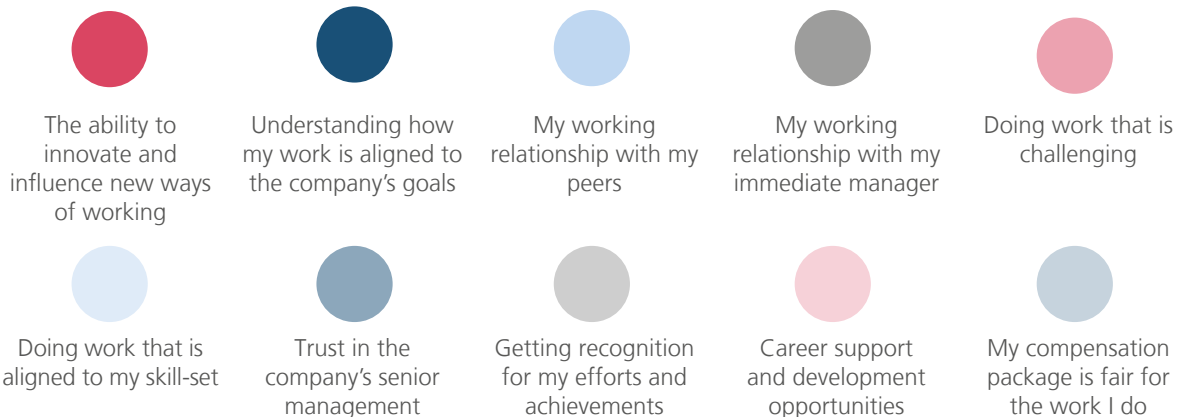 The ability to
innovate and
influence new ways
of working
Understanding how
my work is aligned to
the company’s goals
My working
relationship with my
peers
My working
relationship with my
immediate manager
Doing work that is
challenging
Doing work that is
aligned to my skill-set
Trust in the
company’s senior
management
Getting recognition
for my efforts and
achievements
Career support
and development
opportunities
My compensation
package is fair for
the work I do